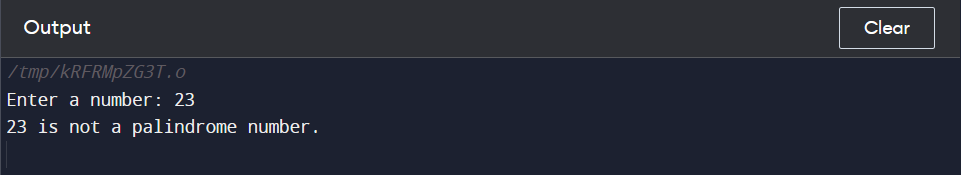 Output
Clear
/tmp/kRFRMpZG3T.o
Enter a number: 23
23 is not a palindrome number.